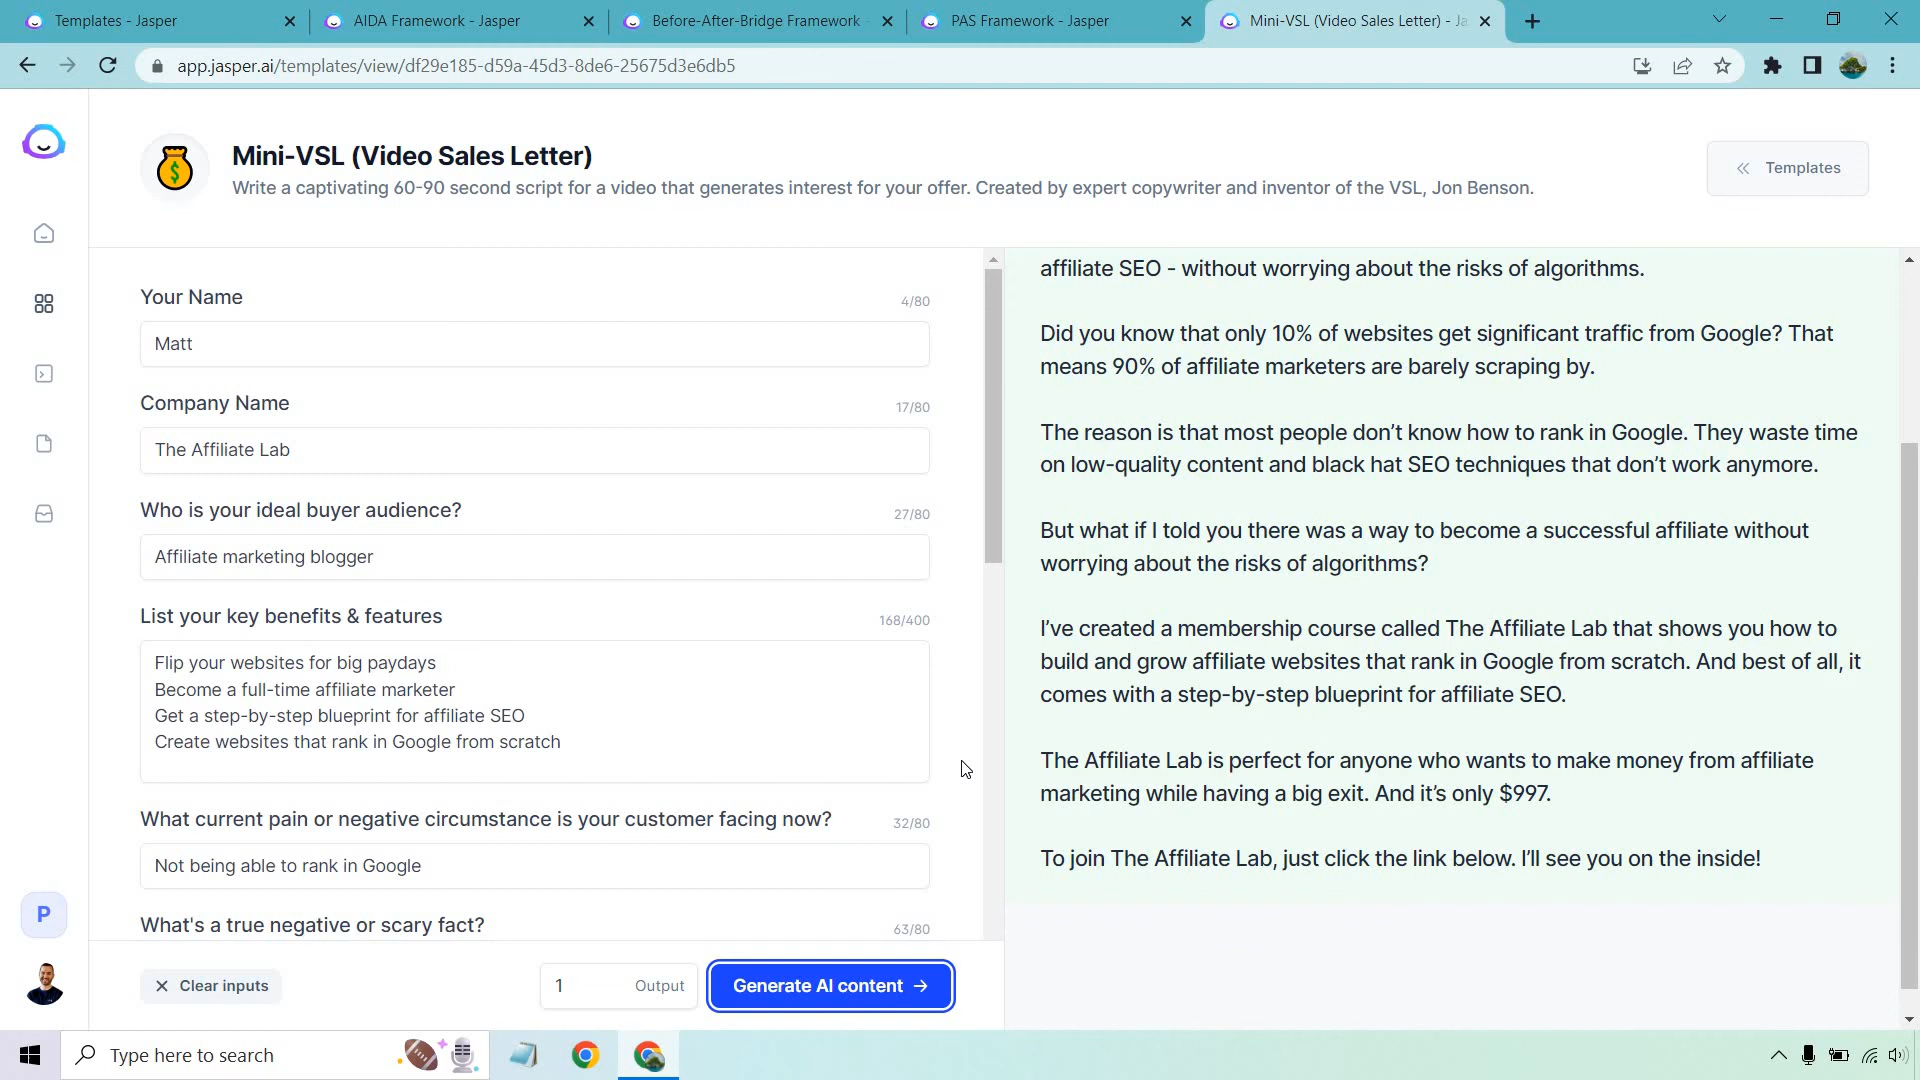 Templates - Jasper
AIDA Framework - Jasper
Before-After-Bridge Framework
PAS Framework - Jasper
Mini-VSL (Video Sales Letter) - Ja
app.jasper.ai/templates/view/df29e185-d59a-45d3-8de6-25675d3e6db5
Mini-VSL (Video Sales Letter)
Write a captivating 60-90 second script for a video that generates interest for your offer. Created by expert copywriter and inventor of the VSL, Jon Benson.
Templates
Your Name
4/80
Matt
Company Name
17/80
The Affiliate Lab
Who is your ideal buyer audience?
27/80
Affiliate marketing blogger
List your key benefits & features
168/400
Flip your websites for big paydays
Become a full-time affiliate marketer
Get a step-by-step blueprint for affiliate SEO
Create websites that rank in Google from scratch
What current pain or negative circumstance is your customer facing now?
32/80
Not being able to rank in Google
What's a true negative or scary fact?
63/80
Clear inputs
1 Output
Generate AI content
affiliate SEO - without worrying about the risks of algorithms.
Did you know that only 10% of websites get significant traffic from Google? That
means 90% of affiliate marketers are barely scraping by.
The reason is that most people don’t know how to rank in Google. They waste time
on low-quality content and black hat SEO techniques that don’t work anymore.
But what if I told you there was a way to become a successful affiliate without
worrying about the risks of algorithms?
I’ve created a membership course called The Affiliate Lab that shows you how to
build and grow affiliate websites that rank in Google from scratch. And best of all, it
comes with a step-by-step blueprint for affiliate SEO.
The Affiliate Lab is perfect for anyone who wants to make money from affiliate
marketing while having a big exit. And it’s only $997.
To join The Affiliate Lab, just click the link below. I’ll see you on the inside!
P
Type here to search